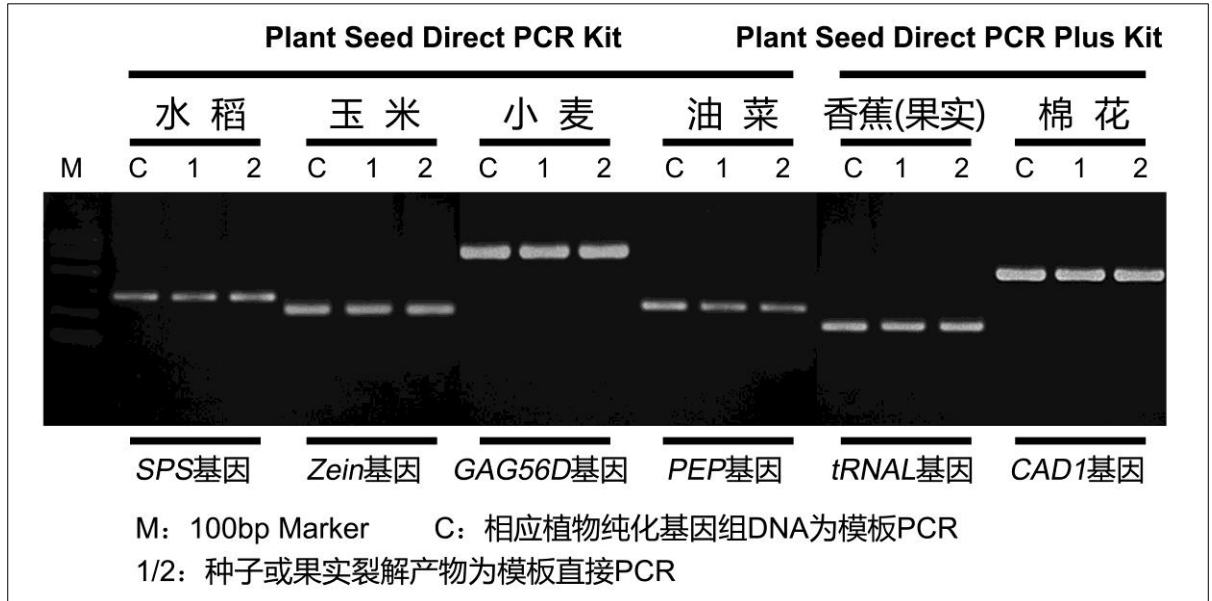 Plant Seed Direct PCR Kit Plant Seed Direct PCR Plus Kit
水 稻 玉 米 小 麦 油 菜 香蕉(果实) 棉 花
M C 1 2 C 1 2 C 1 2 C 1 2 C 1 2 C 1 2
SPS基因 Zein基因 GAG56D基因 PEP基因 tRNAL基因 CAD1基因
M：100bp Marker C：相应植物纯化基因组DNA为模板PCR
1/2：种子或果实裂解产物为模板直接PCR